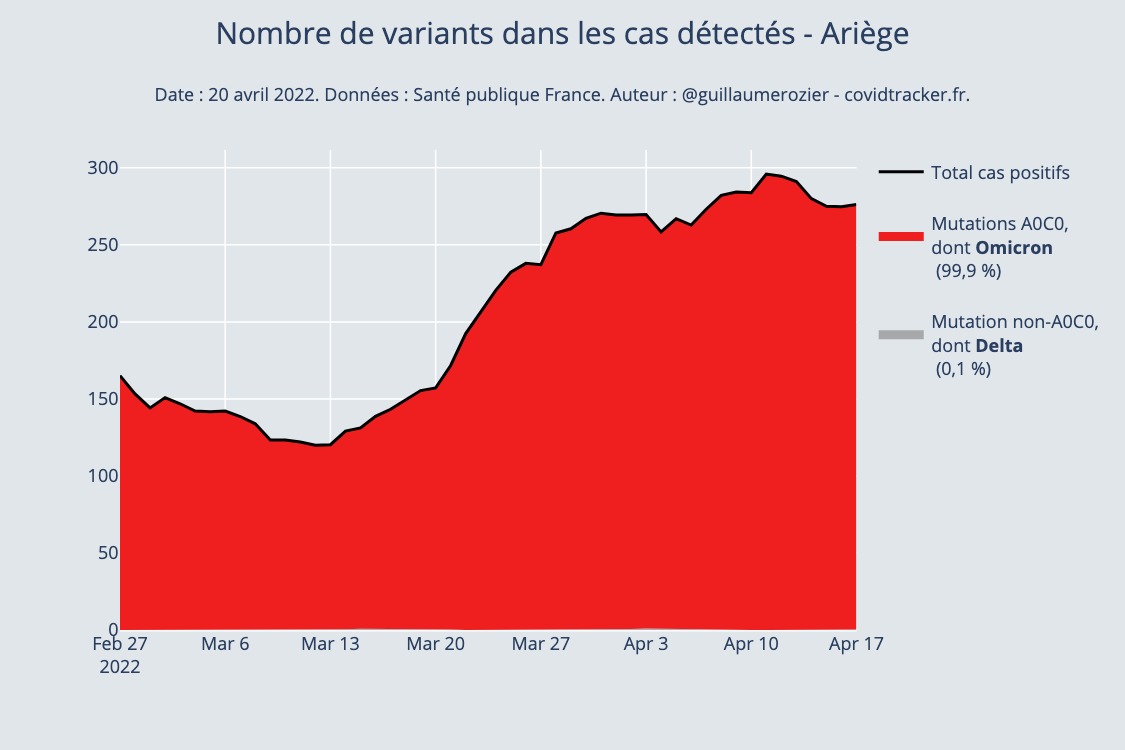 Nombre de variants dans les cas détectés - Ariège
Date : 20 avril 2022. Données : Santé publique France. Auteur : @guillaumerozier - covidtracker.fr.
300
250
200
150
100
50
0
Feb 27
2022
Mar 6
Mar 13
Mar 20
Mar 27
Apr 3
Apr 10
Apr 17
Total cas positifs
Mutations A0C0,
dont Omicron
(99,9 %)
Mutation non-A0C0,
dont Delta
(0,1 %)